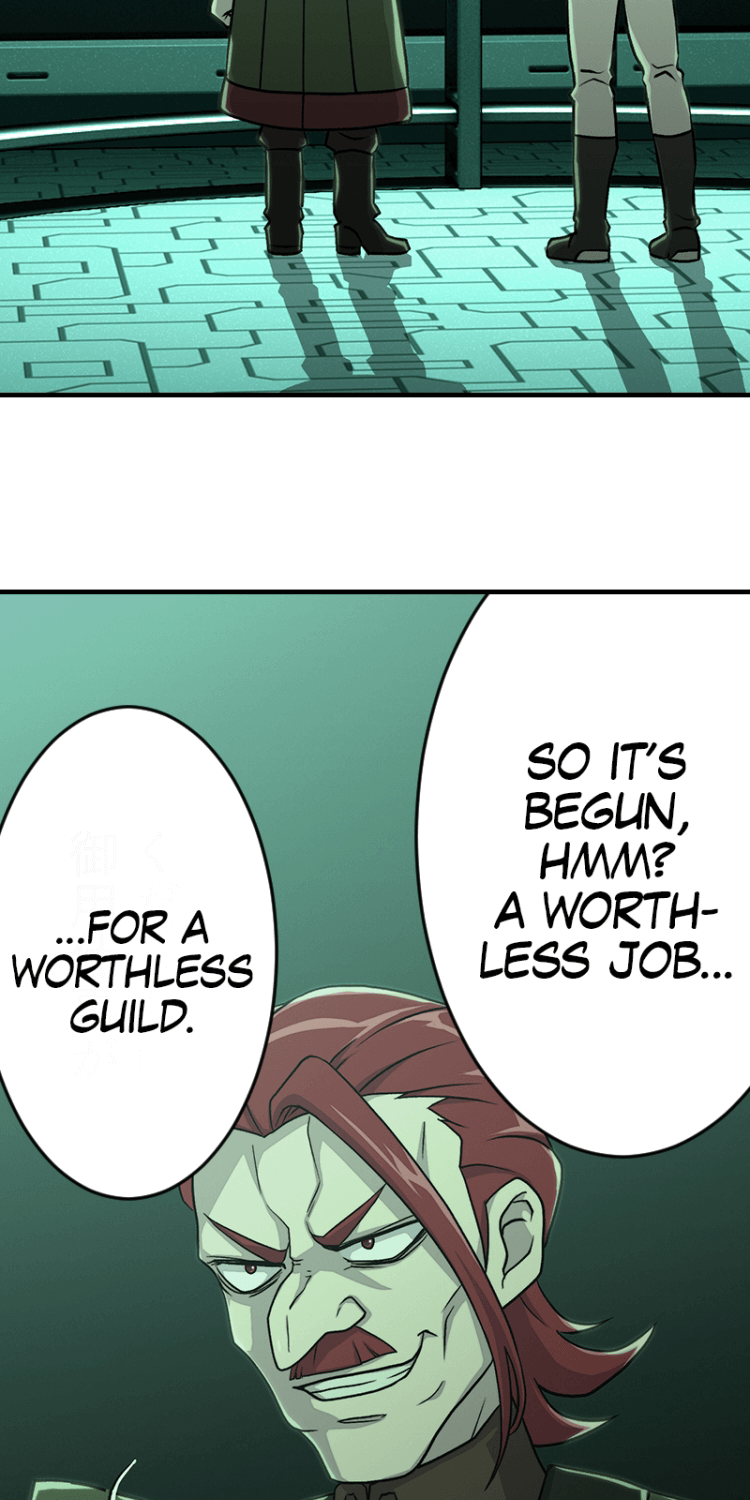 SO IT'S
BEGUN,
HMM?
A WORTH-
LESS JOB...
...FOR A
WORTHLESS
GUILD.